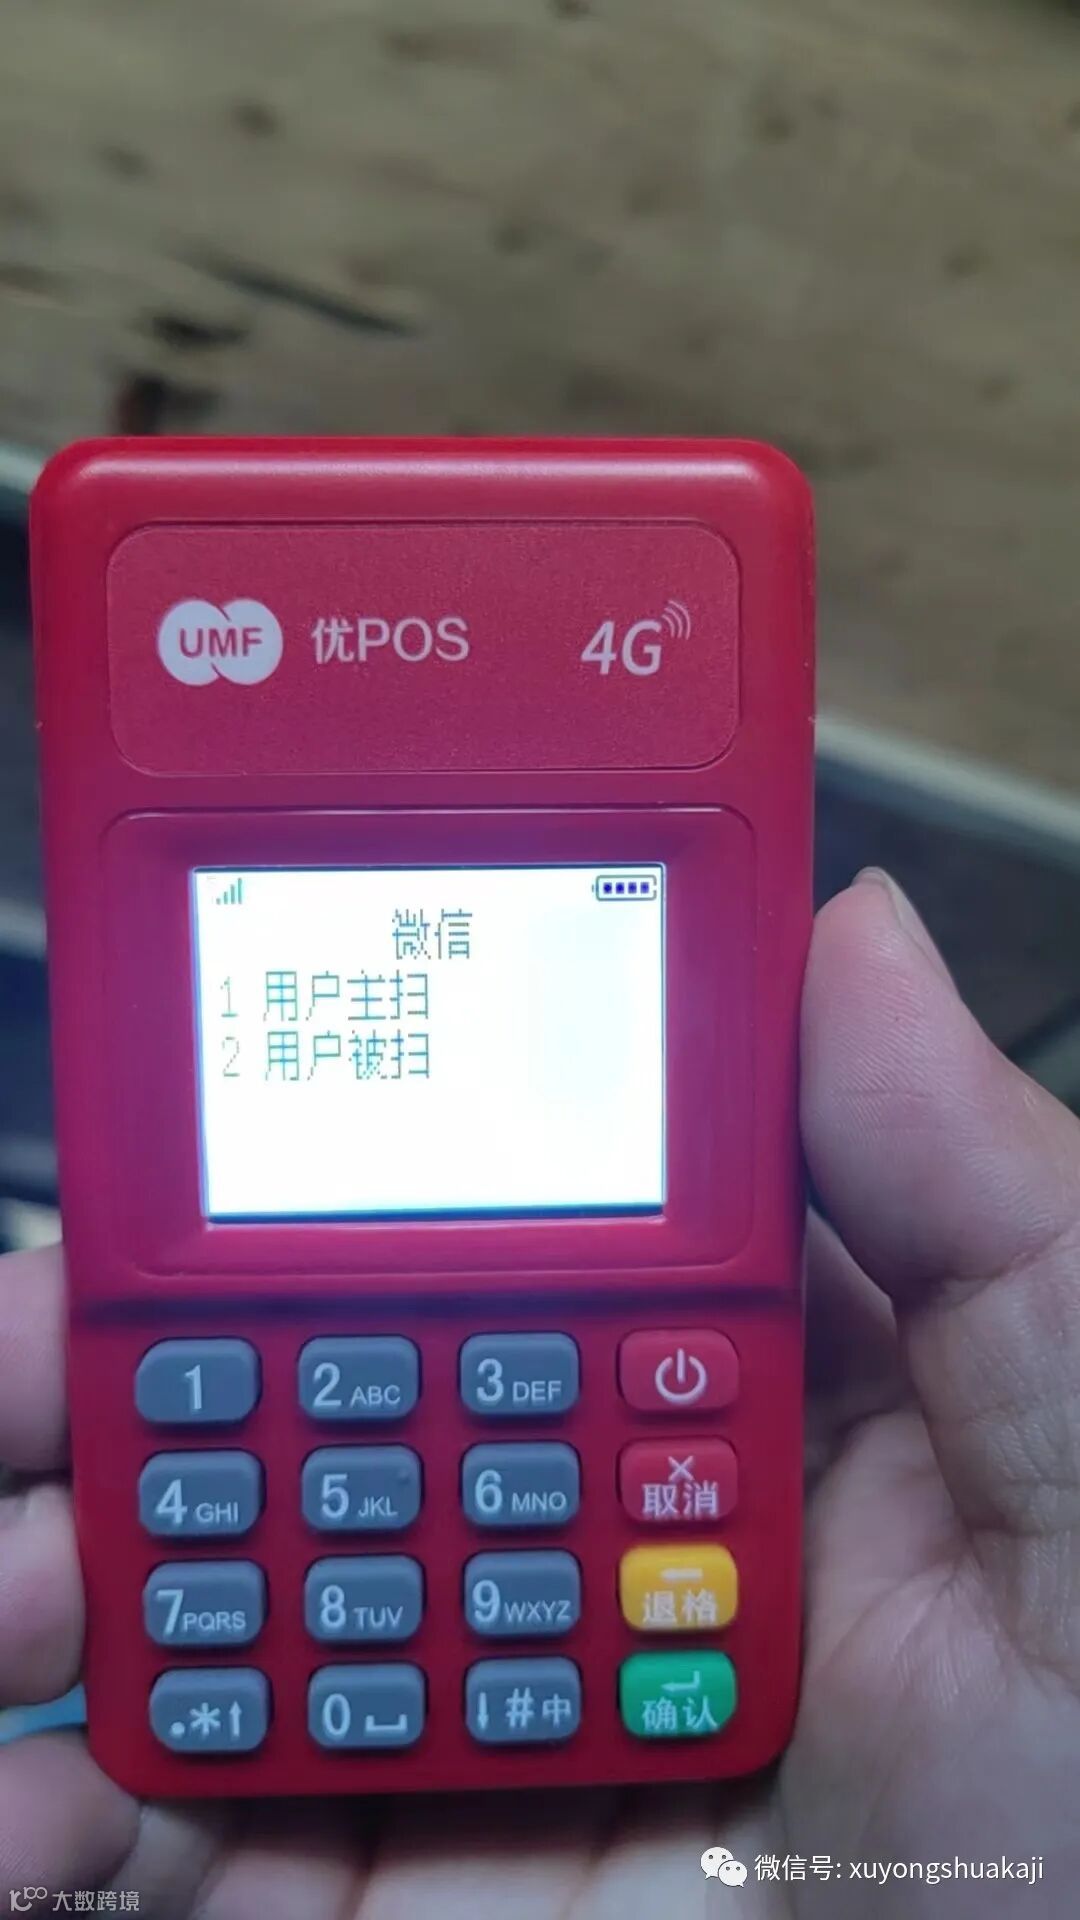 UMF 优POS 4G
微信
1 用户主扫
2 用户被扫
1 2 ABC 3 DEF
4 GHI 5 JKL 6 MNO 取消
7 PQRS 8 TUV 9 WXYZ 退格
.*↑ 0 ↓#中 确认
微信号: xuyongshuakaji
大数跨境